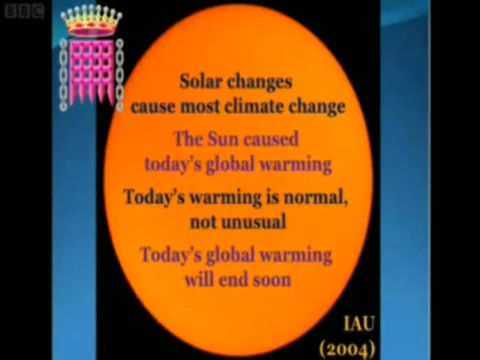 BBC
Solar changes
cause most climate change
The Sun caused
today's global warming
Today's warming is normal,
not unusual
Today's global warming
will end soon
IAU
(2004)